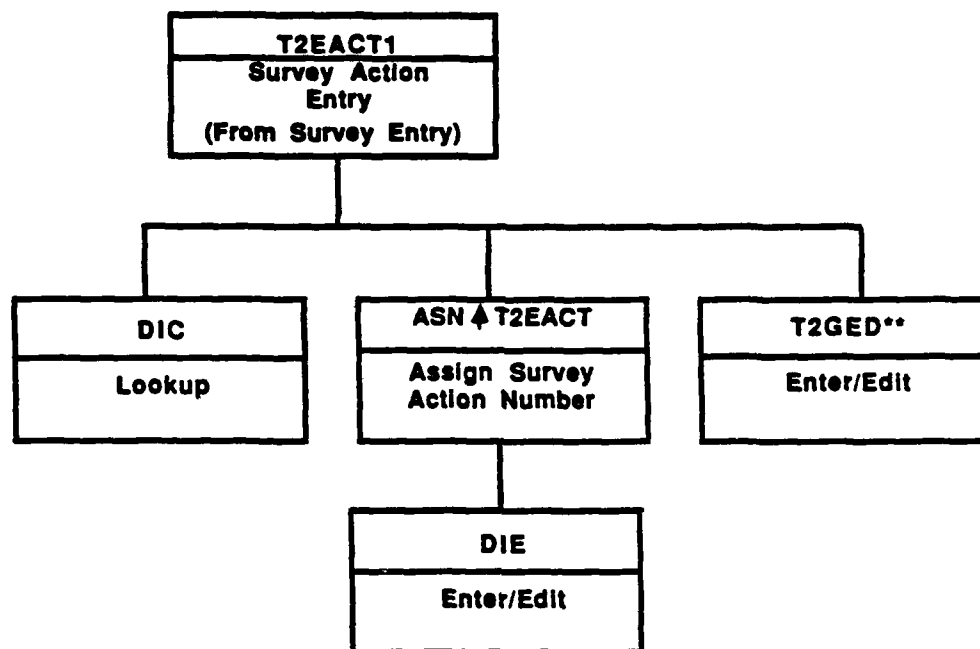 T2EACT1
Survey Action
Entry
(From Survey Entry)
DIC
Lookup
ASN↑T2EACT
Assign Survey
Action Number
T2GED**
Enter/Edit
DIE
Enter/Edit